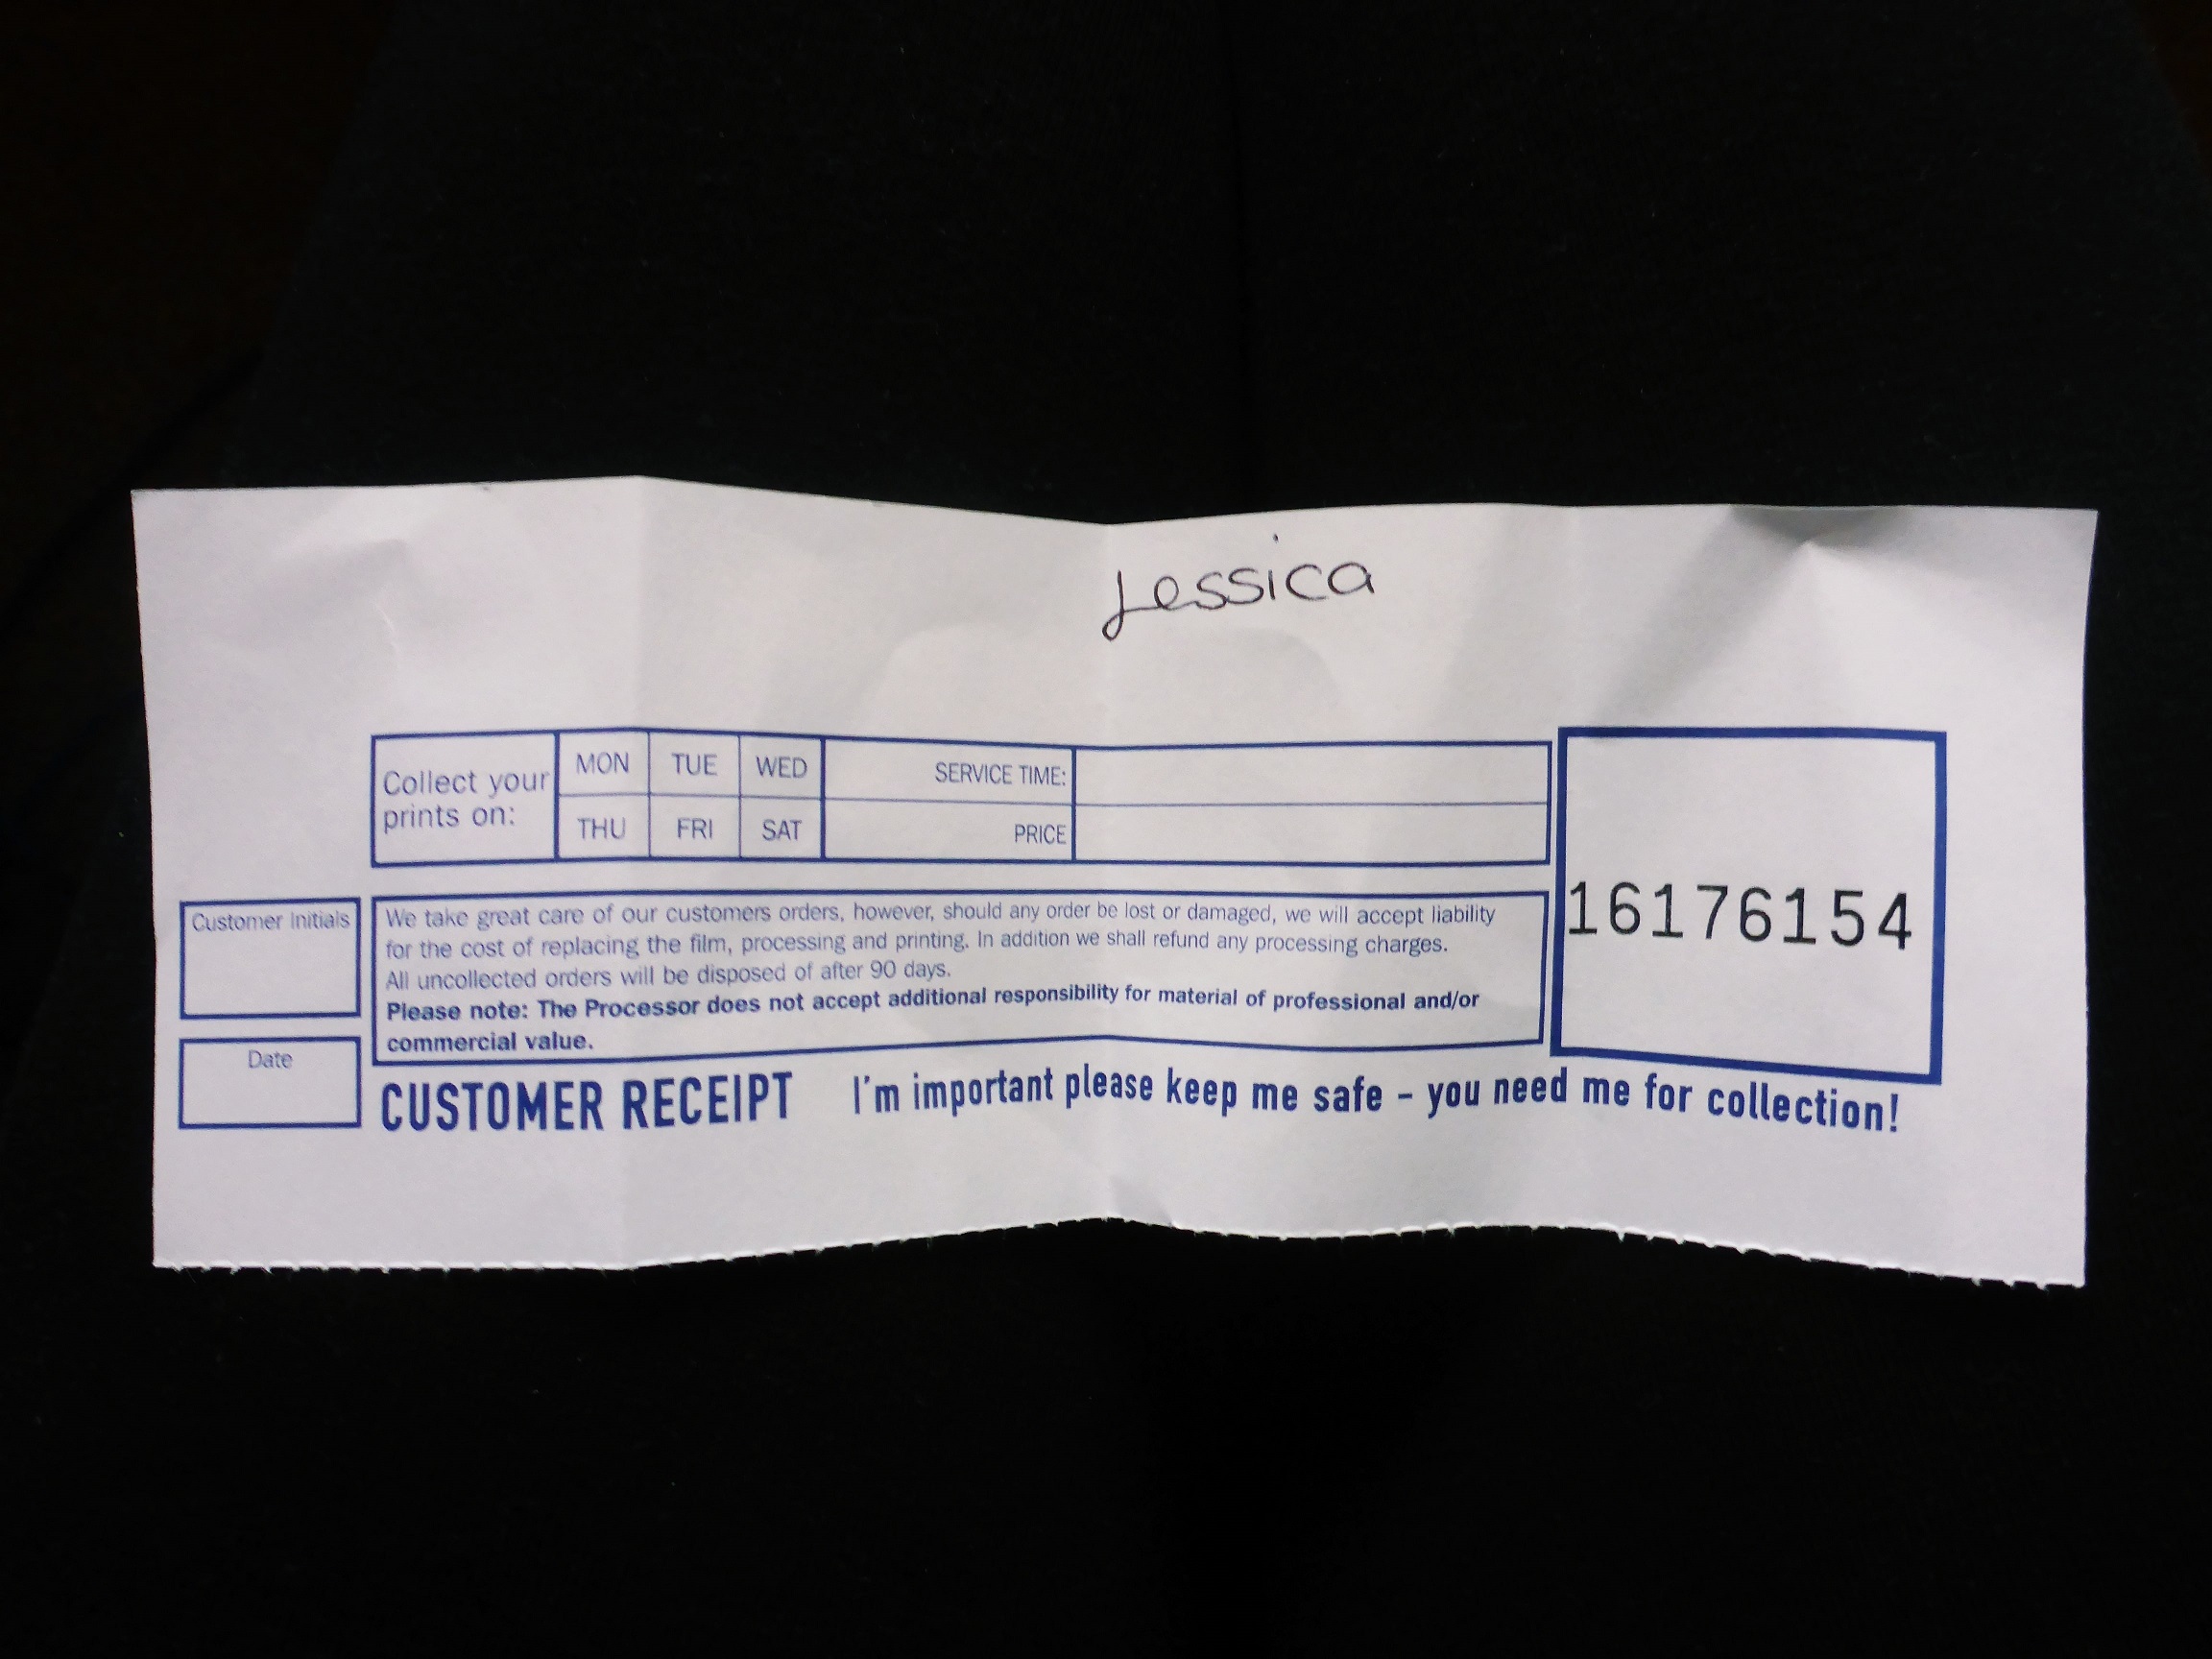 Jessica
Collect your
prints on:
MON TUE WED
THU FRI SAT
SERVICE TIME:
PRICE
16176154
Customer Initials
Date
We take great care of our customers orders, however, should any order be lost or damaged, we will accept liability
for the cost of replacing the film, processing and printing. In addition we shall refund any processing charges.
All uncollected orders will be disposed of after 90 days.
Please note: The Processor does not accept additional responsibility for material of professional and/or
commercial value.
CUSTOMER RECEIPT I'm important please keep me safe - you need me for collection!